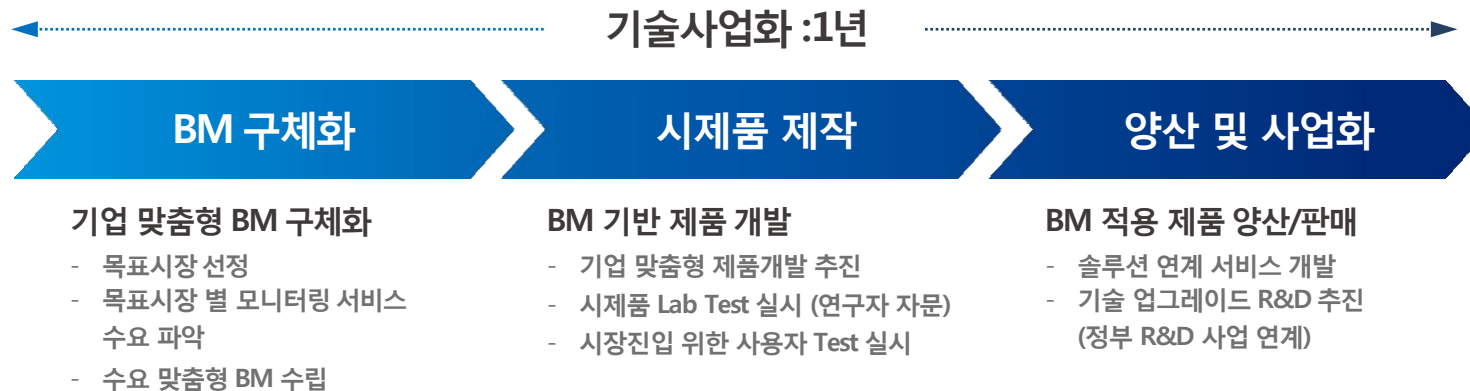 기술사업화 :1년
BM 구체화
시제품 제작
양산 및 사업화
기업 맞춤형 BM 구체화
- 목표시장 선정
- 목표시장 별 모니터링 서비스
수요 파악
- 수요 맞춤형 BM 수립
BM 기반 제품 개발
- 기업 맞춤형 제품개발 추진
- 시제품 Lab Test 실시 (연구자 자문)
- 시장진입 위한 사용자 Test 실시
BM 적용 제품 양산/판매
- 솔루션 연계 서비스 개발
- 기술 업그레이드 R&D 추진
(정부 R&D 사업 연계)